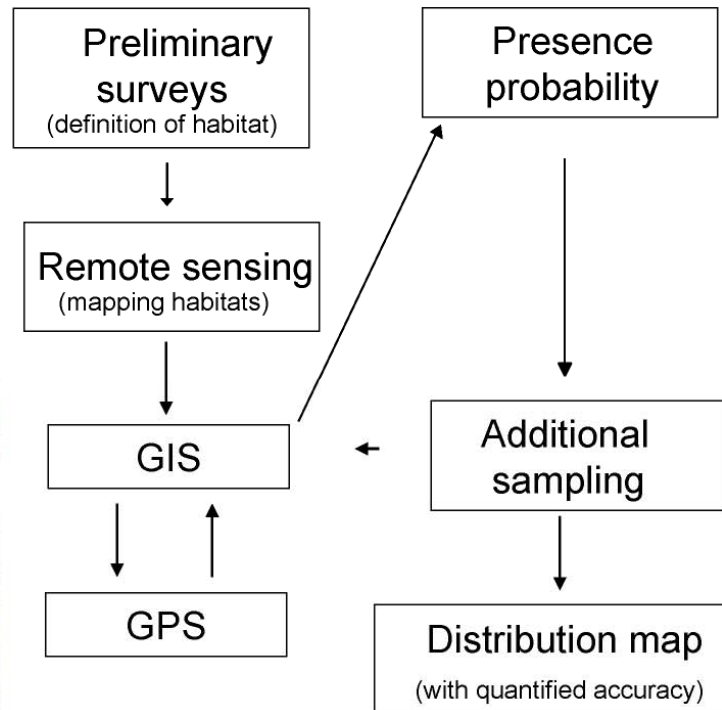 Preliminary
surveys
(definition of habitat)
Remote sensing
(mapping habitats)
GIS
GPS
Presence
probability
Additional
sampling
Distribution map
(with quantified accuracy)